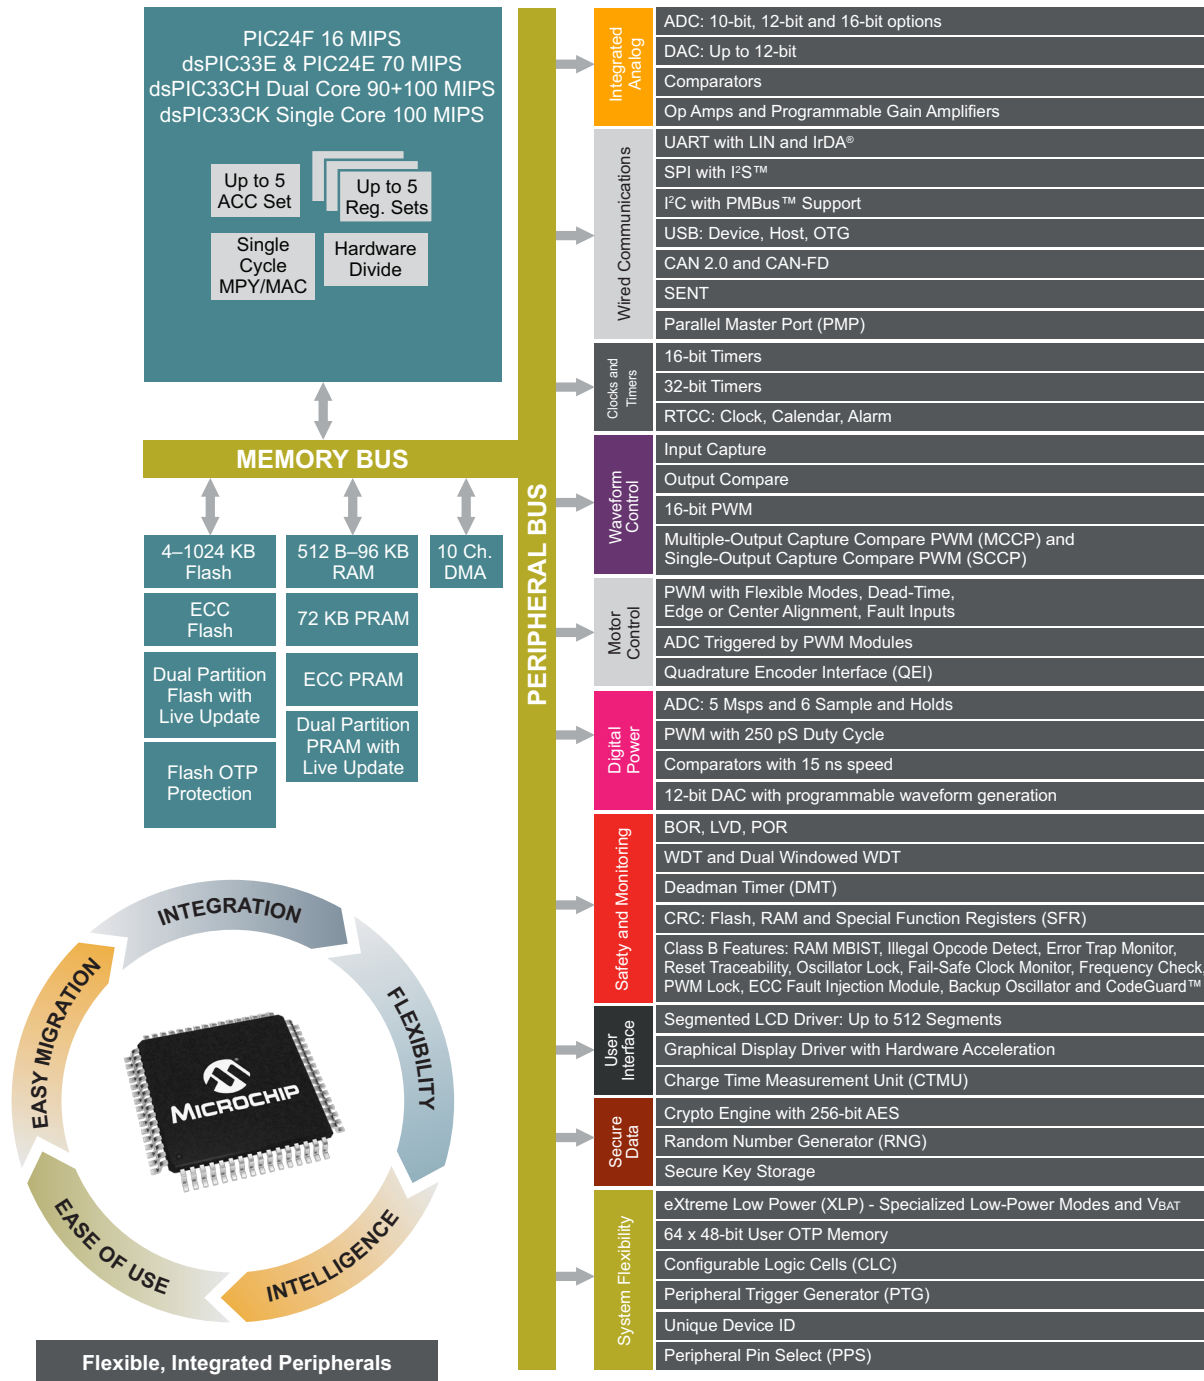 PIC24F 16 MIPS
dsPIC33E & PIC24E 70 MIPS
dsPIC33CH Dual Core 90+100 MIPS
dsPIC33CK Single Core 100 MIPS
Up to 5
ACC Set
Up to 5
Reg. Sets
Single
Cycle
MPY/MAC
Hardware
Divide
MEMORY BUS
4–1024 KB
Flash
ECC
Flash
Dual Partition
Flash with
Live Update
Flash OTP
Protection
512 B–96 KB
RAM
72 KB PRAM
ECC PRAM
Dual Partition
PRAM with
Live Update
10 Ch.
DMA
PERIPHERAL BUS
Integrated
Analog
ADC: 10-bit, 12-bit and 16-bit options
DAC: Up to 12-bit
Comparators
Op Amps and Programmable Gain Amplifiers
Wired Communications
UART with LIN and IrDA®
SPI with I²S™
I²C with PMBus™ Support
USB: Device, Host, OTG
CAN 2.0 and CAN-FD
SENT
Parallel Master Port (PMP)
Clocks and
Timers
16-bit Timers
32-bit Timers
RTCC: Clock, Calendar, Alarm
Waveform
Control
Input Capture
Output Compare
16-bit PWM
Multiple-Output Capture Compare PWM (MCCP) and
Single-Output Capture Compare PWM (SCCP)
Motor
Control
PWM with Flexible Modes, Dead-Time,
Edge or Center Alignment, Fault Inputs
ADC Triggered by PWM Modules
Quadrature Encoder Interface (QEI)
Digital
Power
ADC: 5 Msps and 6 Sample and Holds
PWM with 250 pS Duty Cycle
Comparators with 15 ns speed
12-bit DAC with programmable waveform generation
Safety and Monitoring
BOR, LVD, POR
WDT and Dual Windowed WDT
Deadman Timer (DMT)
CRC: Flash, RAM and Special Function Registers (SFR)
Class B Features: RAM MBIST, Illegal Opcode Detect, Error Trap Monitor,
Reset Traceability, Oscillator Lock, Fail-Safe Clock Monitor, Frequency Check,
PWM Lock, ECC Fault Injection Module, Backup Oscillator and CodeGuard™
User
Interface
Segmented LCD Driver: Up to 512 Segments
Graphical Display Driver with Hardware Acceleration
Charge Time Measurement Unit (CTMU)
Secure
Data
Crypto Engine with 256-bit AES
Random Number Generator (RNG)
Secure Key Storage
System Flexibility
eXtreme Low Power (XLP) - Specialized Low-Power Modes and VBAT
64 x 48-bit User OTP Memory
Configurable Logic Cells (CLC)
Peripheral Trigger Generator (PTG)
Unique Device ID
Peripheral Pin Select (PPS)
INTEGRATION
FLEXIBILITY
INTELLIGENCE
EASE OF USE
EASY MIGRATION
MICROCHIP
Flexible, Integrated Peripherals